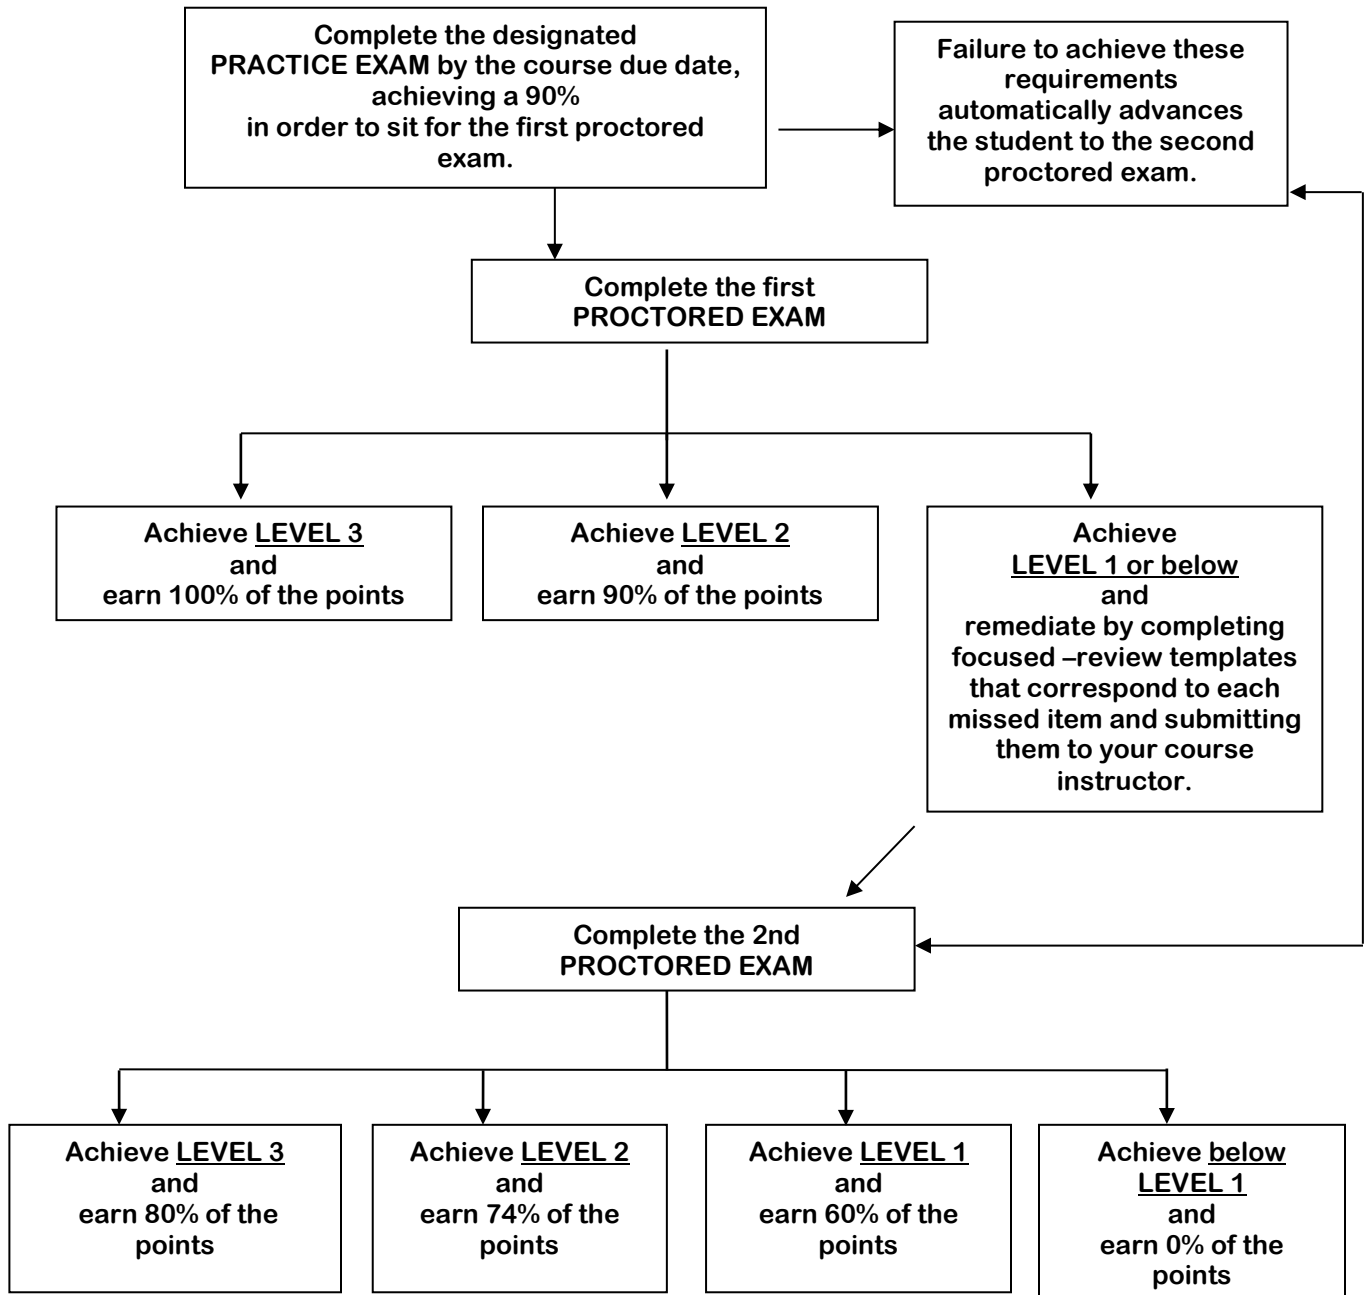 Complete the designated
PRACTICE EXAM by the course due date,
achieving a 90%
in order to sit for the first proctored
exam.
Failure to achieve these
requirements
automatically advances
the student to the second
proctored exam.
Complete the first
PROCTORED EXAM
Achieve LEVEL 3
and
earn 100% of the points
Achieve LEVEL 2
and
earn 90% of the points
Achieve
LEVEL 1 or below
and
remediate by completing
focused –review templates
that correspond to each
missed item and submitting
them to your course
instructor.
Complete the 2nd
PROCTORED EXAM
Achieve LEVEL 3
and
earn 80% of the
points
Achieve LEVEL 2
and
earn 74% of the
points
Achieve LEVEL 1
and
earn 60% of the
points
Achieve below
LEVEL 1
and
earn 0% of the
points